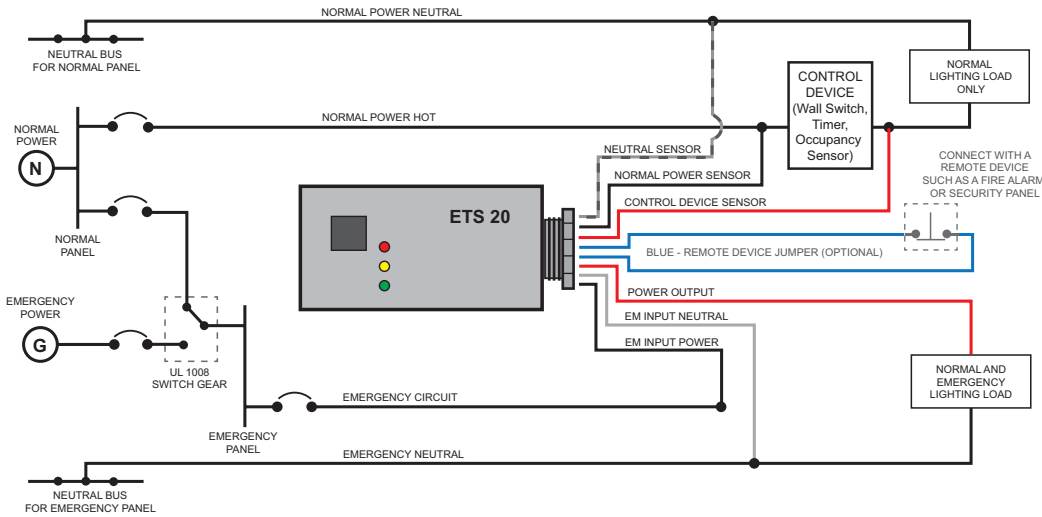 NORMAL POWER NEUTRAL
NEUTRAL BUS
FOR NORMAL PANEL
NORMAL
LIGHTING LOAD
ONLY
CONTROL
DEVICE
(Wall Switch,
Timer,
Occupancy
Sensor)
NORMAL
POWER
N
NORMAL POWER HOT
NEUTRAL SENSOR
NORMAL POWER SENSOR
CONTROL DEVICE SENSOR
CONNECT WITH A
REMOTE DEVICE
SUCH AS A FIRE ALARM
OR SECURITY PANEL
ETS 20
NORMAL
PANEL
BLUE - REMOTE DEVICE JUMPER (OPTIONAL)
POWER OUTPUT
EM INPUT NEUTRAL
EM INPUT POWER
EMERGENCY
POWER
G
UL 1008
SWITCH GEAR
NORMAL AND
EMERGENCY
LIGHTING LOAD
EMERGENCY CIRCUIT
EMERGENCY
PANEL
EMERGENCY NEUTRAL
NEUTRAL BUS
FOR EMERGENCY PANEL